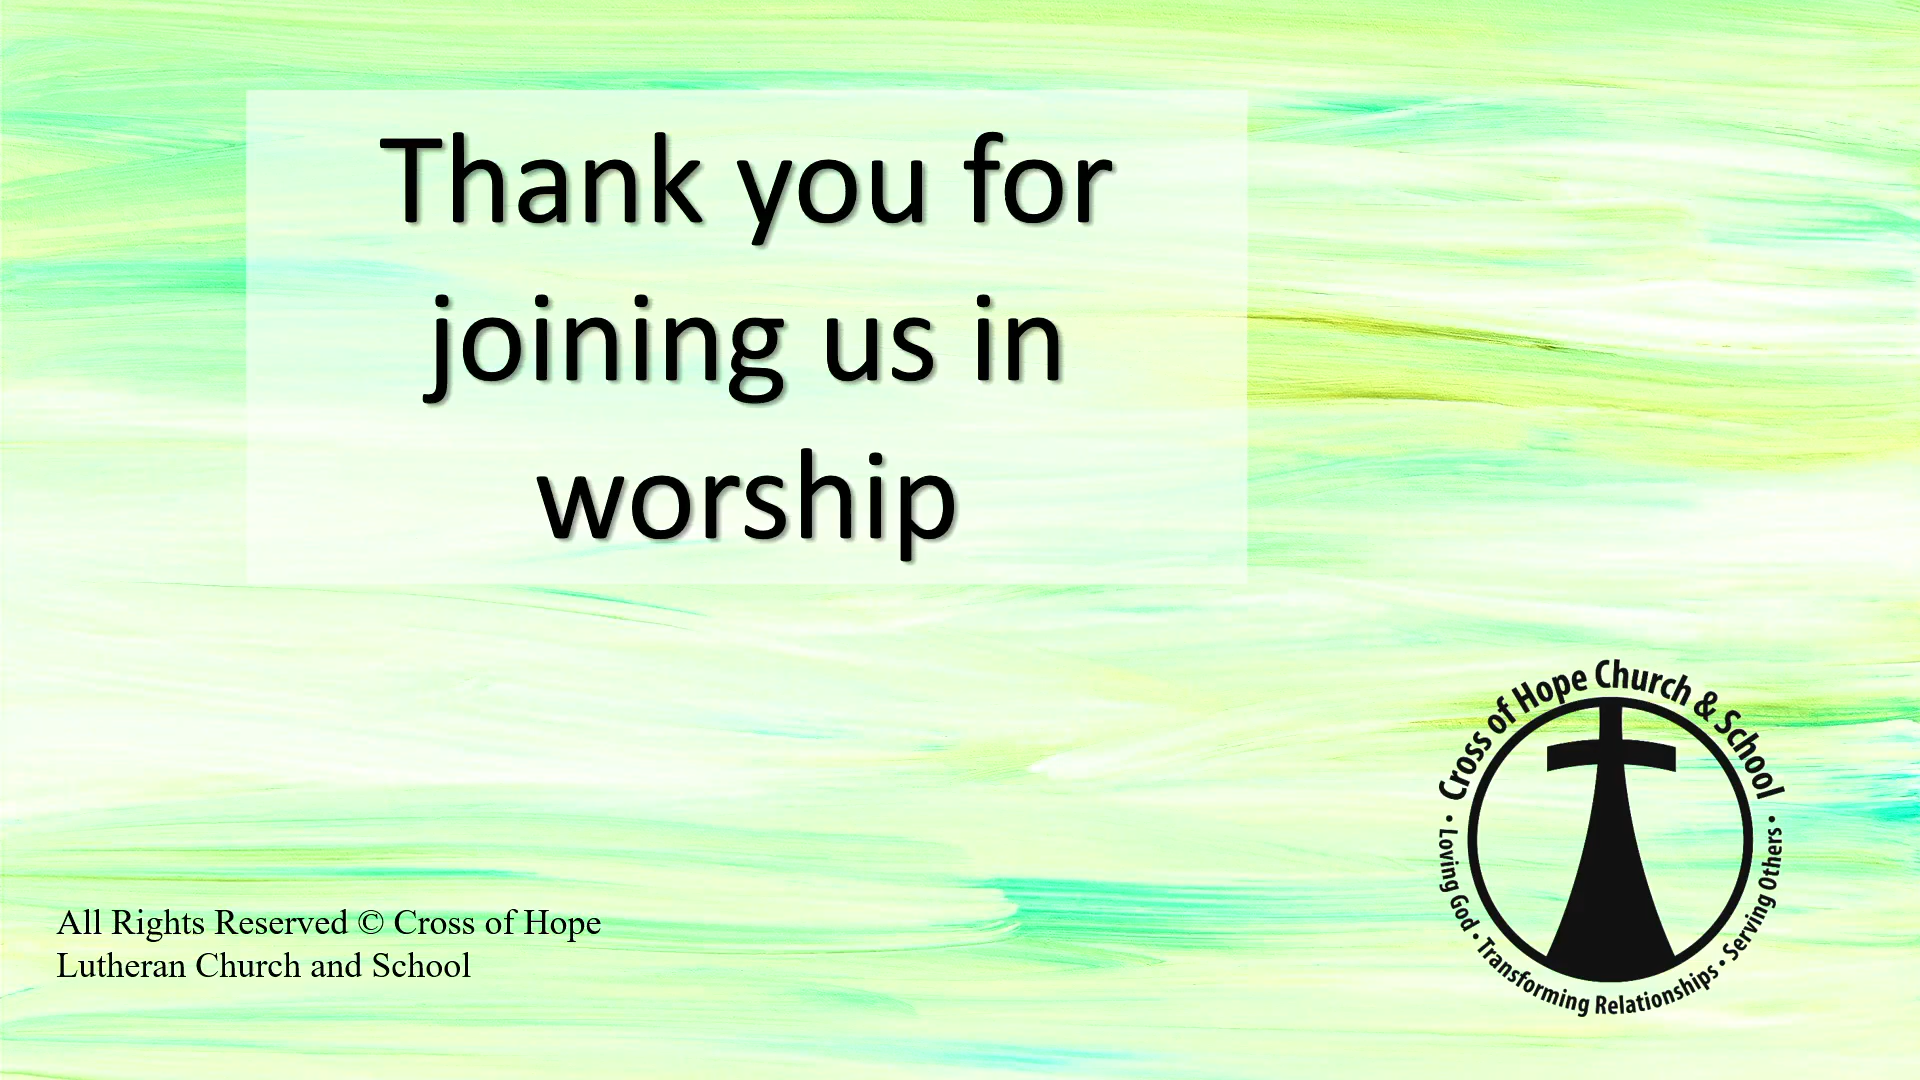 Thank you for
joining us in
worship
Cross of Hope Church & School
• Loving God • Transforming Relationships • Serving Others •
All Rights Reserved © Cross of Hope
Lutheran Church and School